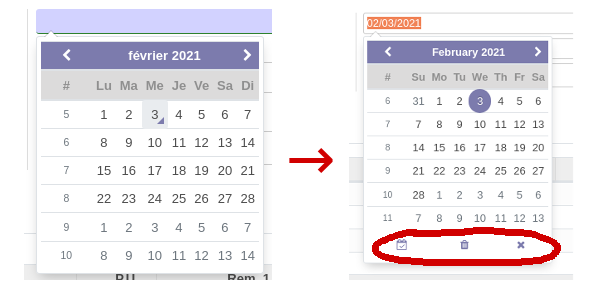 février 2021
# Lu Ma Me Je Ve Sa Di
5 1 2 3 4 5 6 7
6 8 9 10 11 12 13 14
7 15 16 17 18 19 20 21
8 22 23 24 25 26 27 28
9 1 2 3 4 5 6 7
10 8 9 10 11 12 13 14
02/03/2021
February 2021
# Su Mo Tu We Th Fr Sa
6 31 1 2 3 4 5 6
7 7 8 9 10 11 12 13
8 14 15 16 17 18 19 20
9 21 22 23 24 25 26 27
10 28 1 2 3 4 5 6
11 7 8 9 10 11 12 13